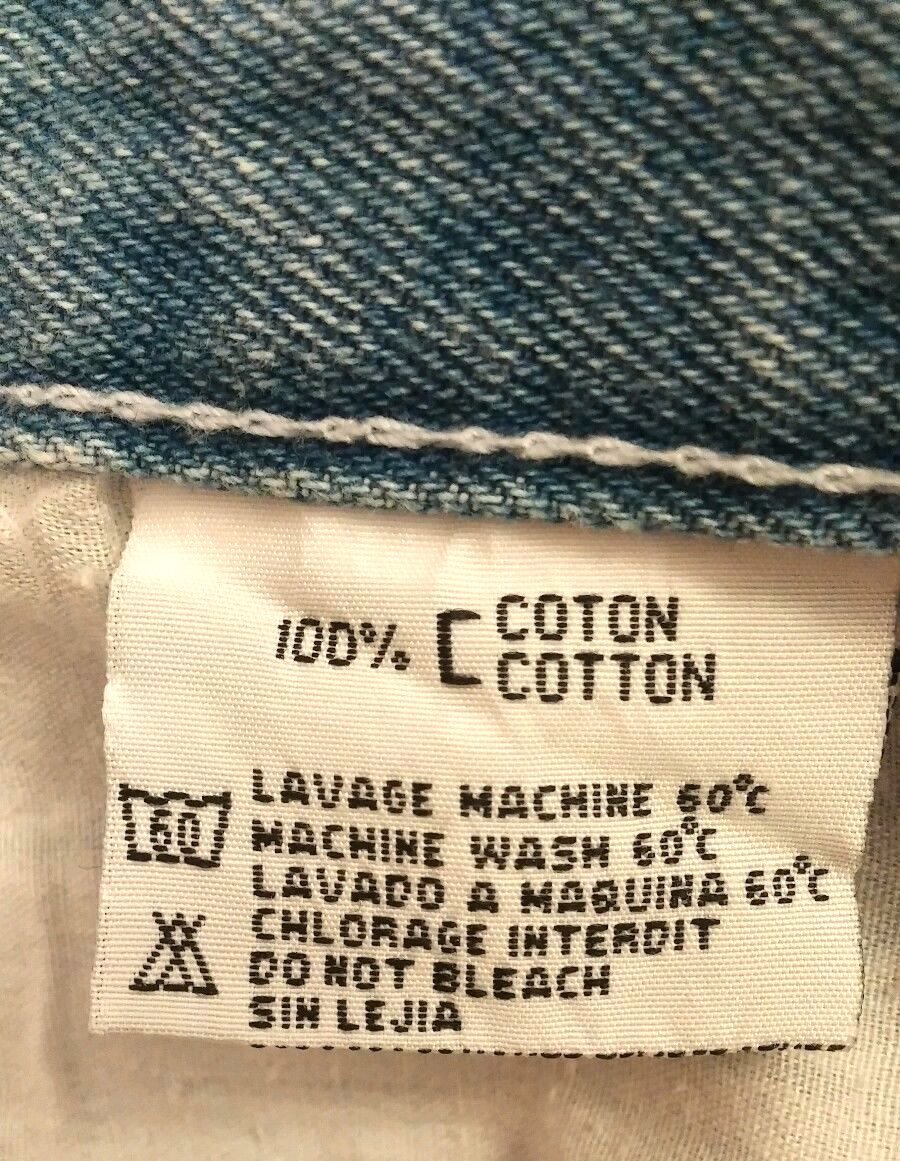 100% [ COTON
COTTON
60
LAVAGE MACHINE 60°C
MACHINE WASH 60°C
LAVADO A MAQUINA 60°C
CHLORAGE INTERDIT
DO NOT BLEACH
SIN LEJIA